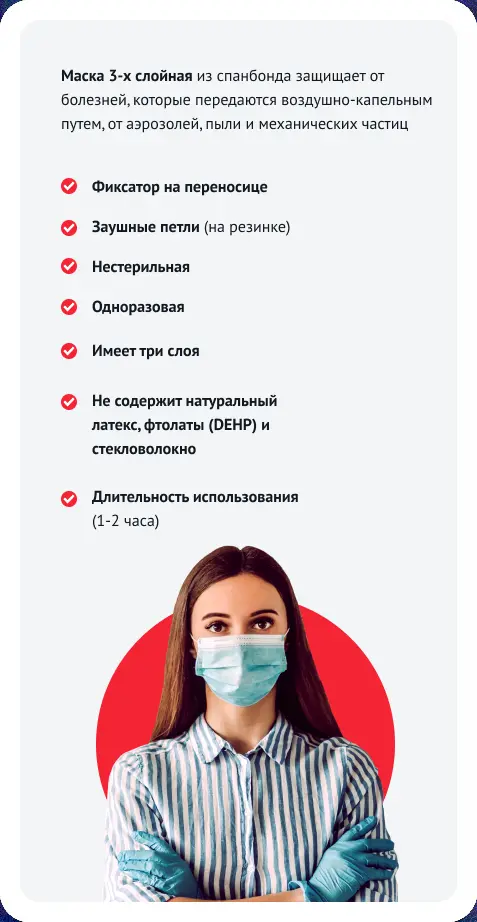 Маска 3-х слойная из спанбонда защищает от
болезней, которые передаются воздушно-капельным
путем, от аэрозолей, пыли и механических частиц
Фиксатор на переносице
Заушные петли (на резинке)
Нестерильная
Одноразовая
Имеет три слоя
Не содержит натуральный
латекс, фтолаты (DEHP) и
стекловолокно
Длительность использования
(1-2 часа)